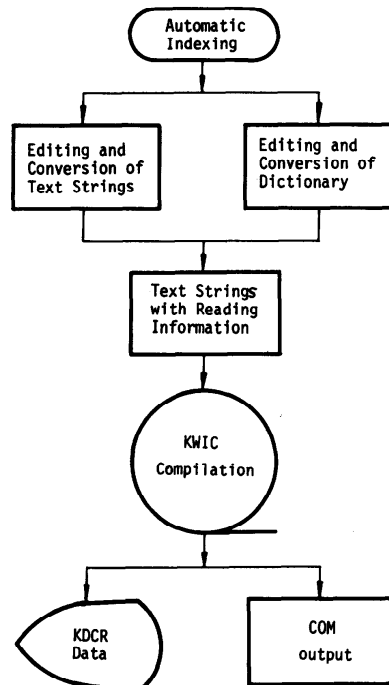 Automatic
Indexing
Editing and
Conversion of
Text Strings
Editing and
Conversion of
Dictionary
Text Strings
with Reading
Information
KWIC
Compilation
KDCR
Data
COM
output